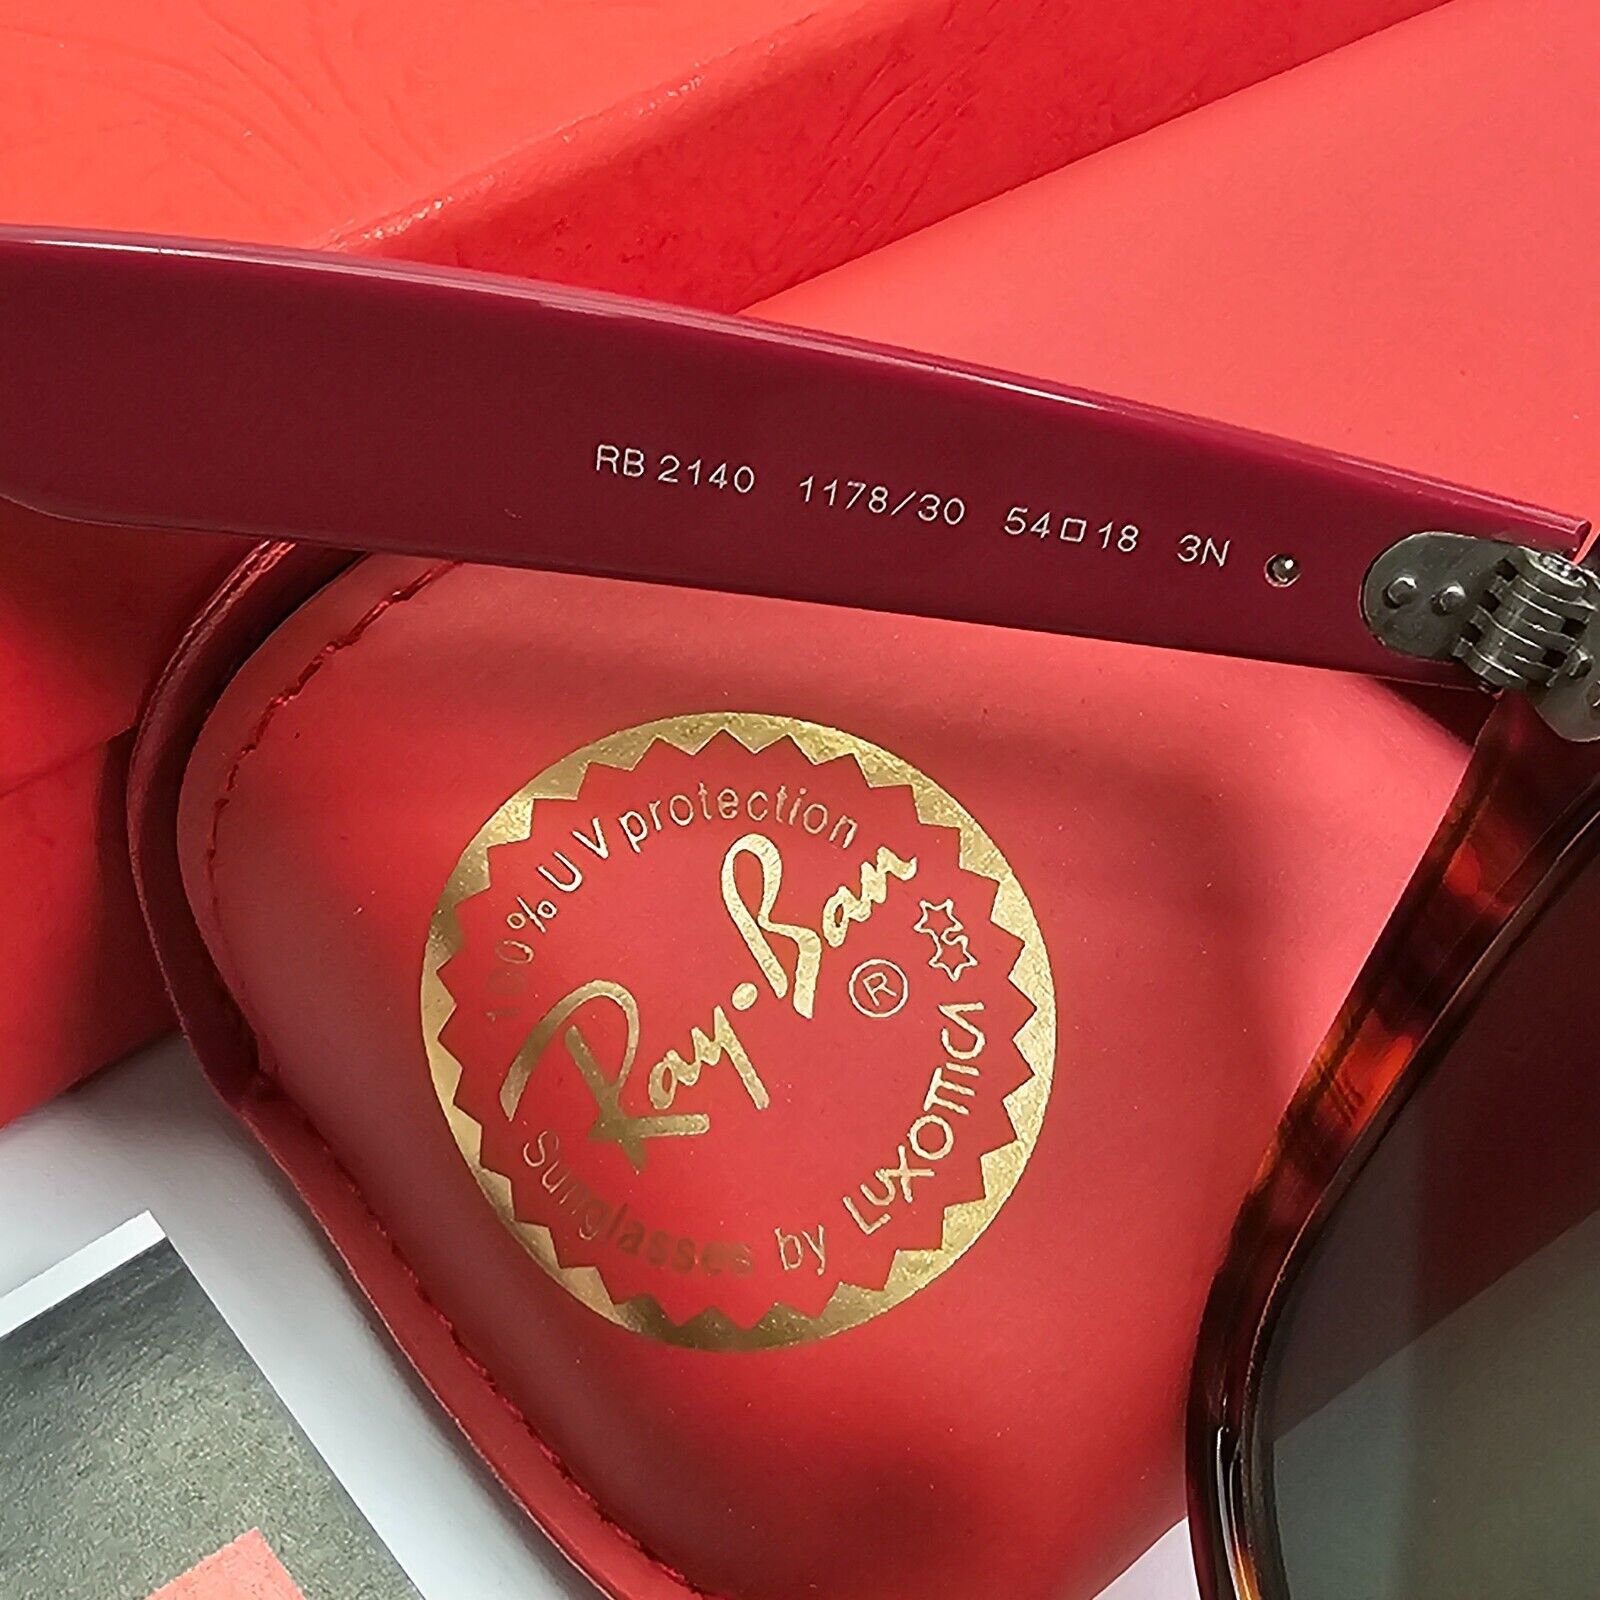 RB 2140 1178/30 54□18 3N
100% UV protection
Ray-Ban
®
Sunglasses by LUXOTTICA